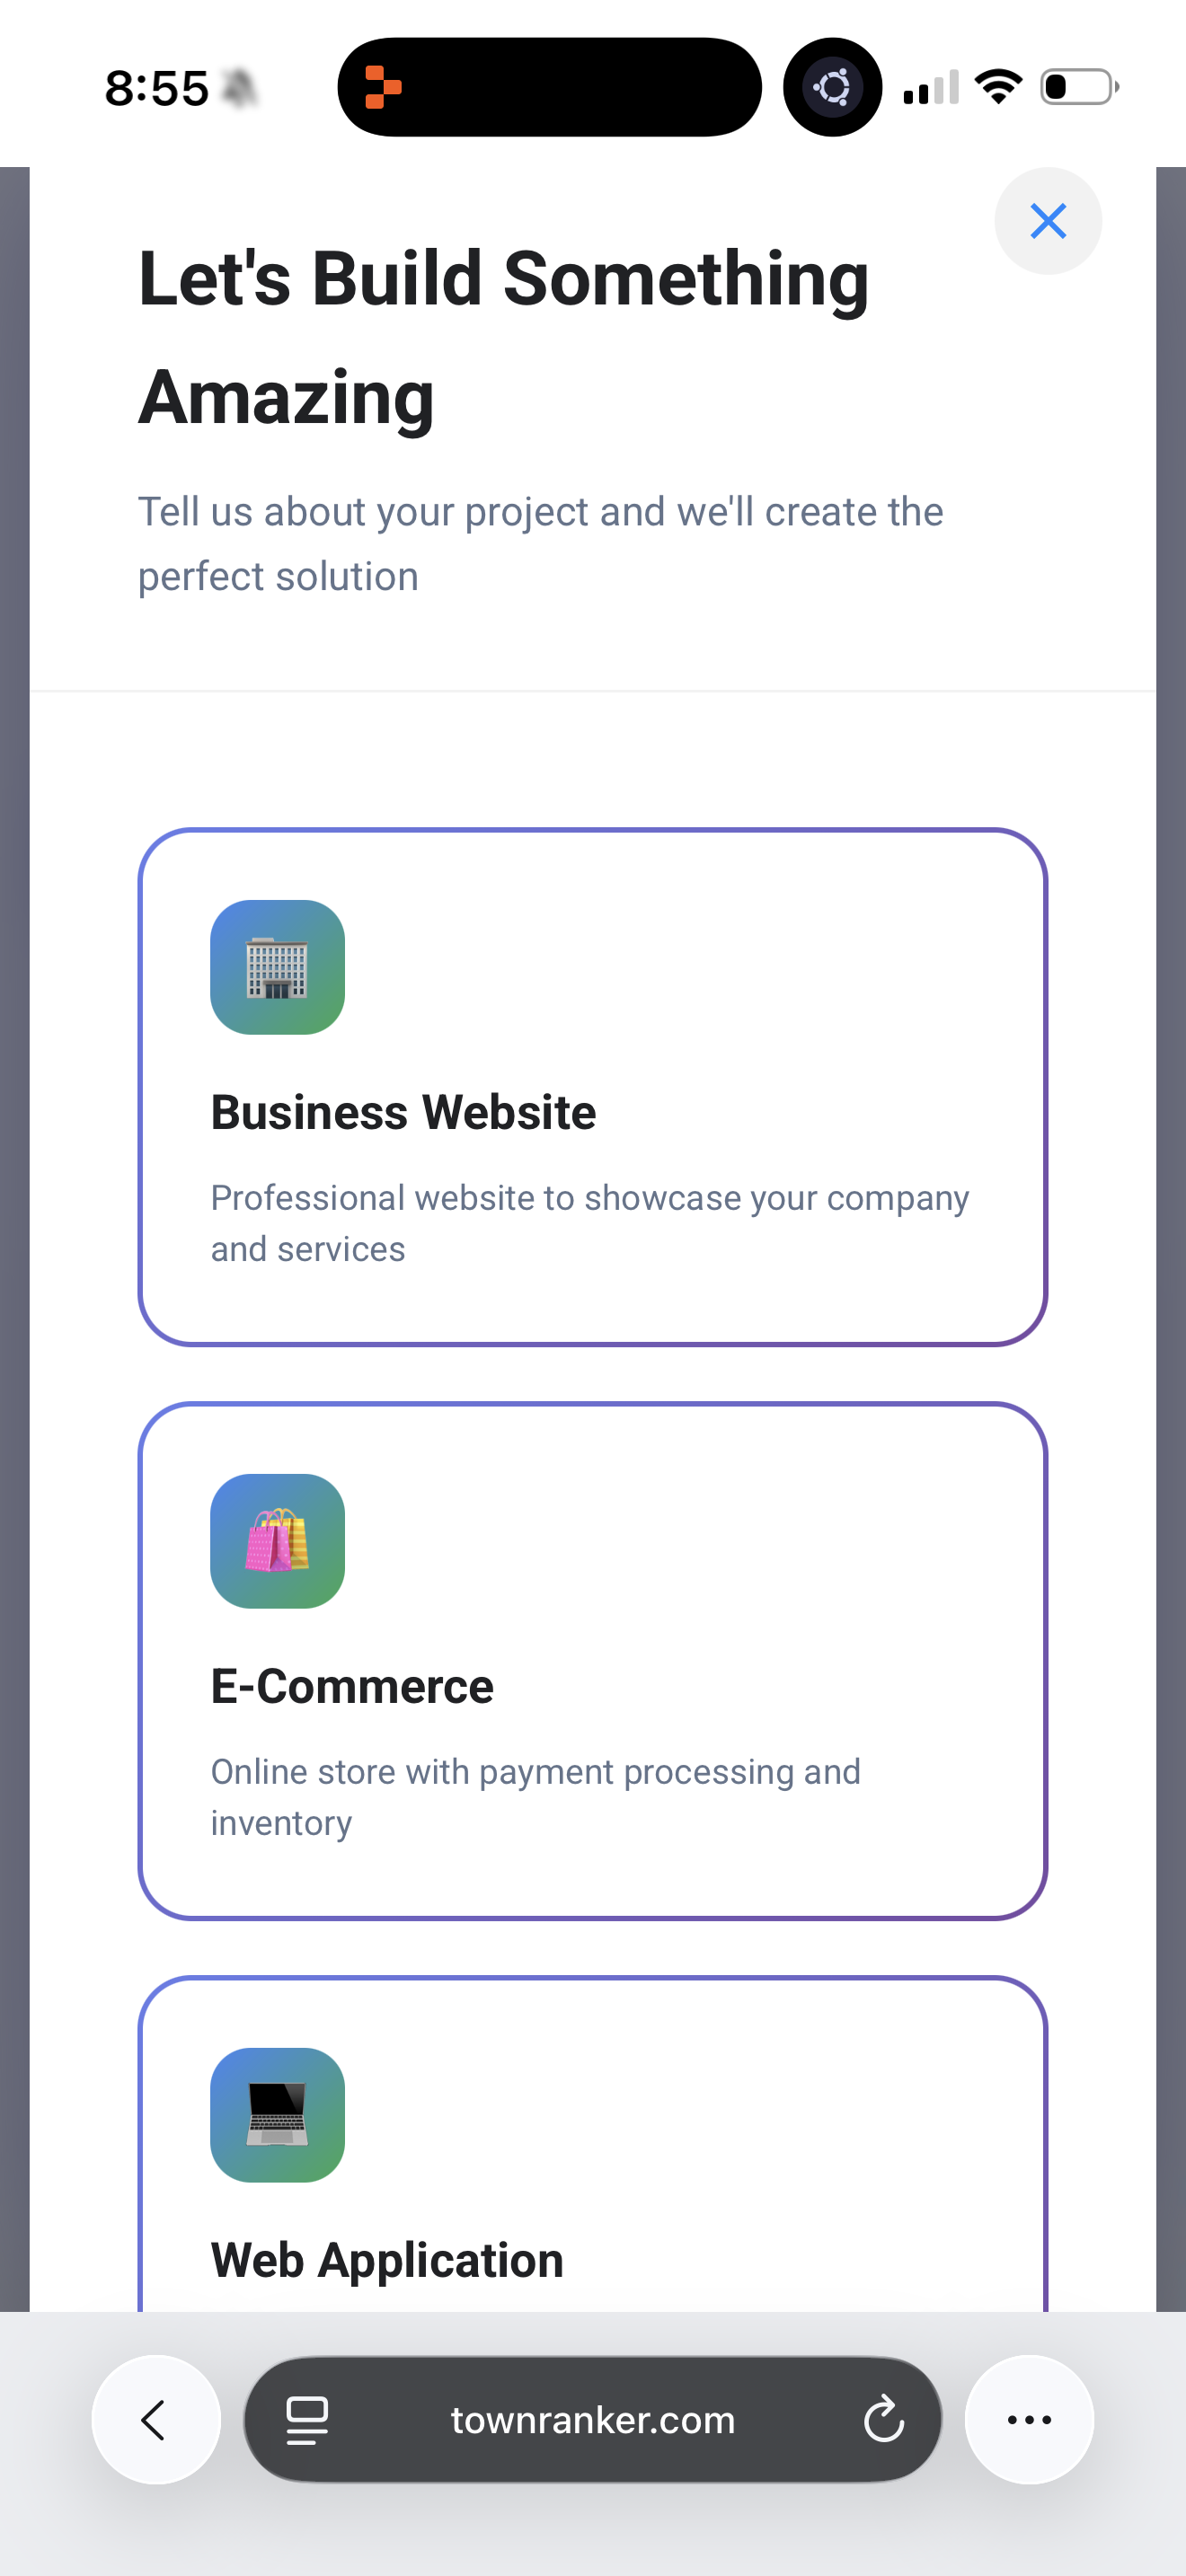 8:55
Let's Build Something
Amazing
Tell us about your project and we'll create the
perfect solution
Business Website
Professional website to showcase your company
and services
E-Commerce
Online store with payment processing and
inventory
Web Application
townranker.com